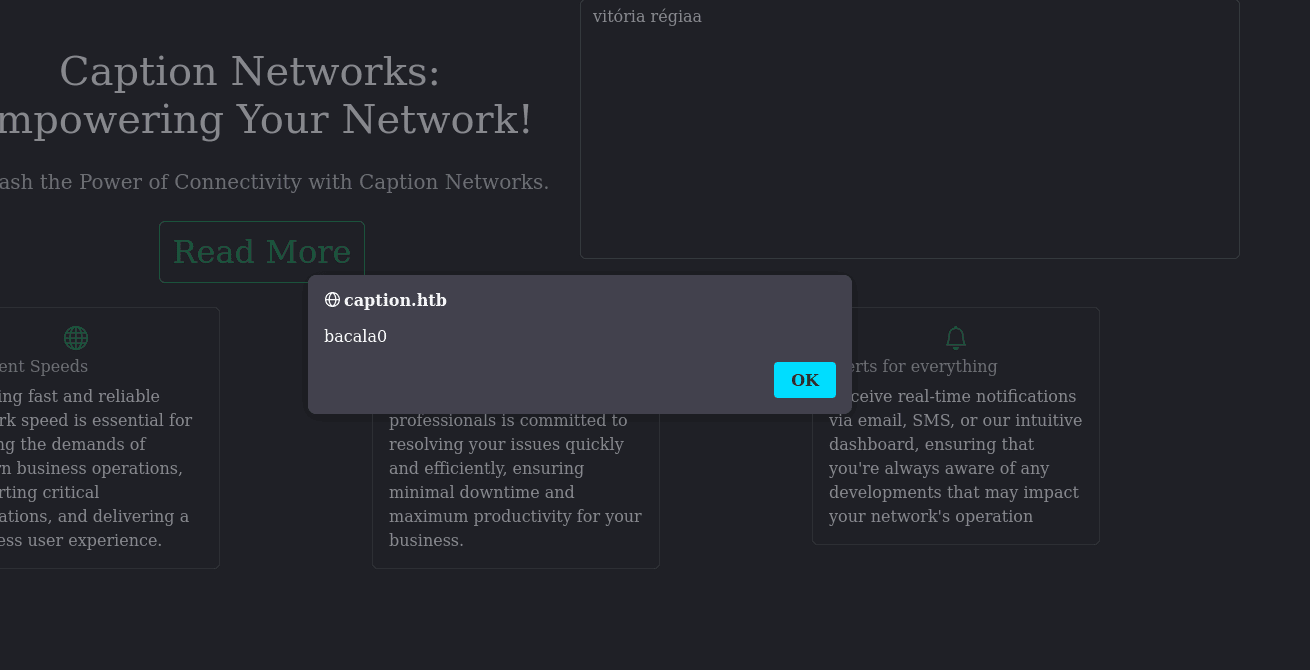 vitória régiaa
Caption Networks:
mpowering Your Network!
ash the Power of Connectivity with Caption Networks.
Read More
caption.htb
bacala0
OK
ent Speeds
ing fast and reliable
rk speed is essential for
ng the demands of
rn business operations,
rting critical
ations, and delivering a
ess user experience.
professionals is committed to
resolving your issues quickly
and efficiently, ensuring
minimal downtime and
maximum productivity for your
business.
erts for everything
ceive real-time notifications
via email, SMS, or our intuitive
dashboard, ensuring that
you're always aware of any
developments that may impact
your network's operation